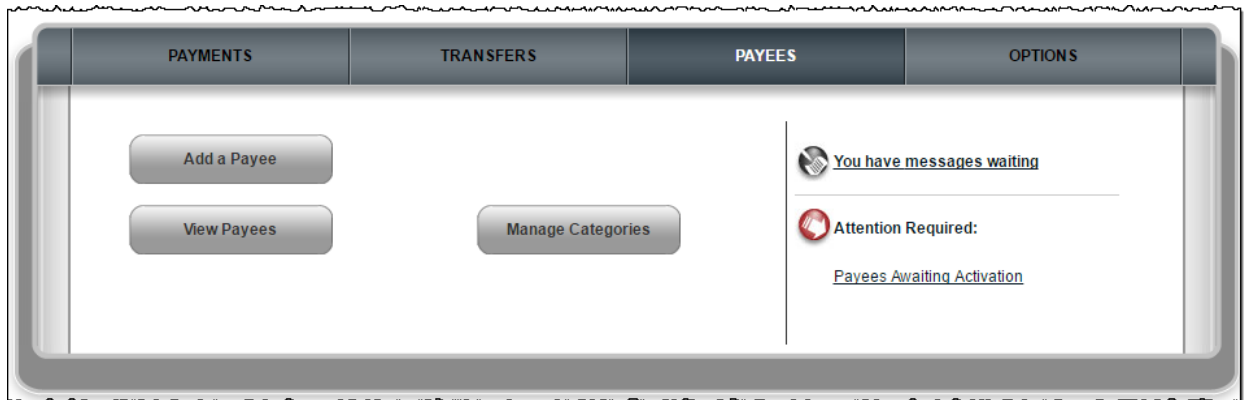 PAYMENTS
TRANSFERS
PAYEES
OPTIONS
Add a Payee
View Payees
Manage Categories
You have messages waiting
Attention Required:
Payees Awaiting Activation